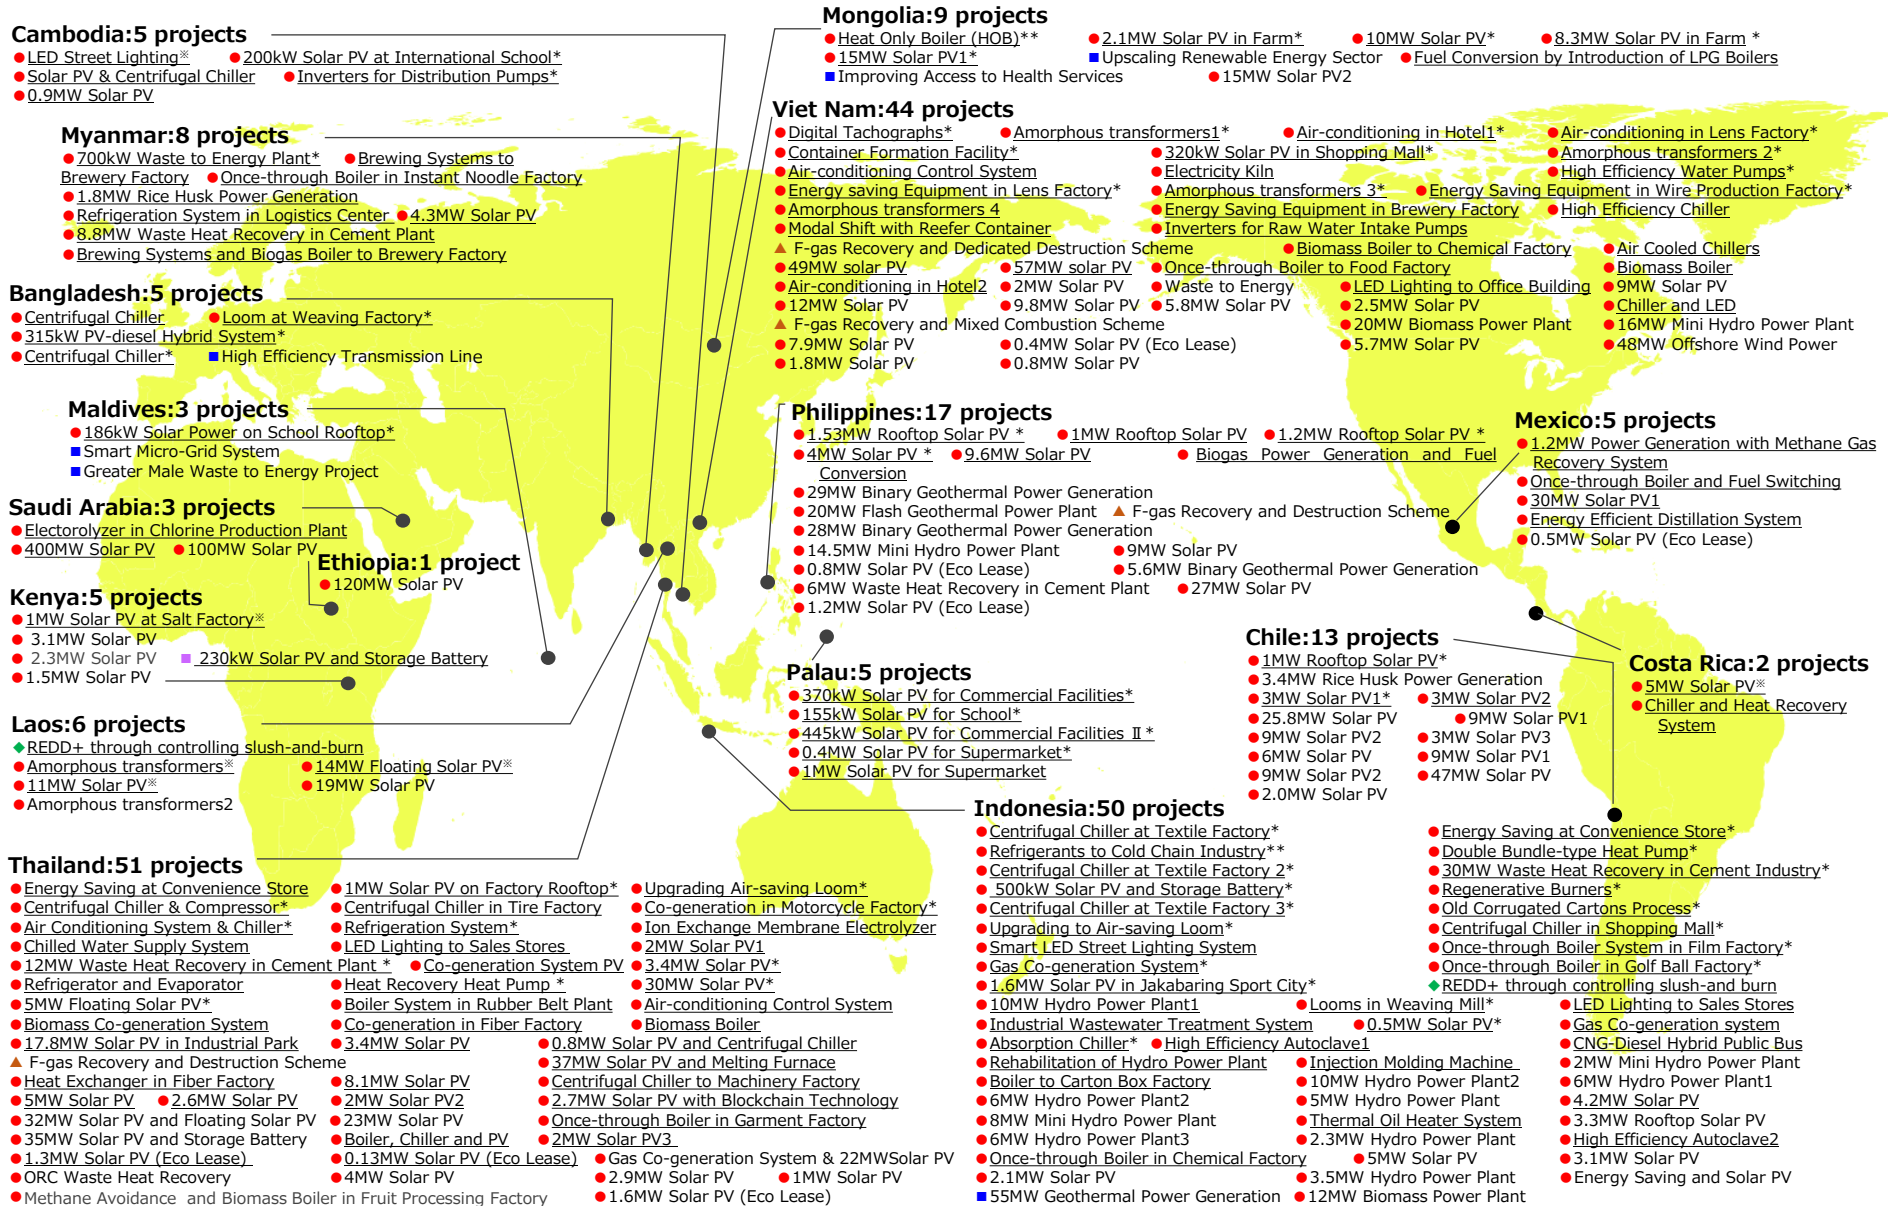 Cambodia:5 projects
●LED Street Lighting※ ●200kW Solar PV at International School*
●Solar PV & Centrifugal Chiller ●Inverters for Distribution Pumps*
●0.9MW Solar PV
Mongolia:9 projects
●Heat Only Boiler (HOB)** ●2.1MW Solar PV in Farm* ●10MW Solar PV* ●8.3MW Solar PV in Farm *
●15MW Solar PV1* ■Upscaling Renewable Energy Sector ●Fuel Conversion by Introduction of LPG Boilers
■Improving Access to Health Services ●15MW Solar PV2
Myanmar:8 projects
●700kW Waste to Energy Plant* ●Brewing Systems to
Brewery Factory ●Once-through Boiler in Instant Noodle Factory
●1.8MW Rice Husk Power Generation
●Refrigeration System in Logistics Center ●4.3MW Solar PV
●8.8MW Waste Heat Recovery in Cement Plant
●Brewing Systems and Biogas Boiler to Brewery Factory
Viet Nam:44 projects
●Digital Tachographs* ●Amorphous transformers1* ●Air-conditioning in Hotel1* ●Air-conditioning in Lens Factory*
●Container Formation Facility* ●320kW Solar PV in Shopping Mall* ●Amorphous transformers 2*
●Air-conditioning Control System ●Electricity Kiln ●High Efficiency Water Pumps*
●Energy saving Equipment in Lens Factory* ●Amorphous transformers 3* ●Energy Saving Equipment in Wire Production Factory*
●Amorphous transformers 4 ●Energy Saving Equipment in Brewery Factory ●High Efficiency Chiller
●Modal Shift with Reefer Container ●Inverters for Raw Water Intake Pumps
▲ F-gas Recovery and Dedicated Destruction Scheme ●Biomass Boiler to Chemical Factory ●Air Cooled Chillers
●49MW solar PV ●57MW solar PV ●Once-through Boiler to Food Factory ●Biomass Boiler
●Air-conditioning in Hotel2 ●2MW Solar PV ●Waste to Energy ●LED Lighting to Office Building ●9MW Solar PV
●12MW Solar PV ●9.8MW Solar PV ●5.8MW Solar PV ●2.5MW Solar PV ●Chiller and LED
▲ F-gas Recovery and Mixed Combustion Scheme ●20MW Biomass Power Plant ●16MW Mini Hydro Power Plant
●7.9MW Solar PV ●0.4MW Solar PV (Eco Lease) ●5.7MW Solar PV ●48MW Offshore Wind Power
●1.8MW Solar PV ●0.8MW Solar PV
Bangladesh:5 projects
●Centrifugal Chiller ●Loom at Weaving Factory*
●315kW PV-diesel Hybrid System*
●Centrifugal Chiller* ■High Efficiency Transmission Line
Maldives:3 projects
●186kW Solar Power on School Rooftop*
■Smart Micro-Grid System
■Greater Male Waste to Energy Project
Philippines:17 projects
●1.53MW Rooftop Solar PV * ●1MW Rooftop Solar PV ●1.2MW Rooftop Solar PV *
●4MW Solar PV * ●9.6MW Solar PV ●Biogas Power Generation and Fuel
Conversion
●29MW Binary Geothermal Power Generation
●20MW Flash Geothermal Power Plant ▲ F-gas Recovery and Destruction Scheme
●28MW Binary Geothermal Power Generation
●14.5MW Mini Hydro Power Plant ●9MW Solar PV
●0.8MW Solar PV (Eco Lease) ●5.6MW Binary Geothermal Power Generation
●6MW Waste Heat Recovery in Cement Plant ●27MW Solar PV
●1.2MW Solar PV (Eco Lease)
Mexico:5 projects
●1.2MW Power Generation with Methane Gas
Recovery System
●Once-through Boiler and Fuel Switching
●30MW Solar PV1
●Energy Efficient Distillation System
●0.5MW Solar PV (Eco Lease)
Saudi Arabia:3 projects
●Electorolyzer in Chlorine Production Plant
●400MW Solar PV ●100MW Solar PV
Ethiopia:1 project
●120MW Solar PV
Kenya:5 projects
●1MW Solar PV at Salt Factory※
● 3.1MW Solar PV
● 2.3MW Solar PV ■ 230kW Solar PV and Storage Battery
●1.5MW Solar PV
Palau:5 projects
●370kW Solar PV for Commercial Facilities*
●155kW Solar PV for School*
●445kW Solar PV for Commercial Facilities Ⅱ*
●0.4MW Solar PV for Supermarket*
●1MW Solar PV for Supermarket
Chile:13 projects
●1MW Rooftop Solar PV*
●3.4MW Rice Husk Power Generation
●3MW Solar PV1* ●3MW Solar PV2
●25.8MW Solar PV ●9MW Solar PV1
●9MW Solar PV2 ●3MW Solar PV3
●6MW Solar PV ●9MW Solar PV1
●9MW Solar PV2 ●47MW Solar PV
●2.0MW Solar PV
Costa Rica:2 projects
●5MW Solar PV※
●Chiller and Heat Recovery
System
Laos:6 projects
◆REDD+ through controlling slush-and-burn
●Amorphous transformers※ ●14MW Floating Solar PV※
●11MW Solar PV※ ●19MW Solar PV
●Amorphous transformers2
Thailand:51 projects
●Energy Saving at Convenience Store ●1MW Solar PV on Factory Rooftop* ●Upgrading Air-saving Loom*
●Centrifugal Chiller & Compressor* ●Centrifugal Chiller in Tire Factory ●Co-generation in Motorcycle Factory*
●Air Conditioning System & Chiller* ●Refrigeration System* ●Ion Exchange Membrane Electrolyzer
●Chilled Water Supply System ●LED Lighting to Sales Stores ●2MW Solar PV1
●12MW Waste Heat Recovery in Cement Plant * ●Co-generation System PV ●3.4MW Solar PV*
●Refrigerator and Evaporator ●Heat Recovery Heat Pump * ●30MW Solar PV*
●5MW Floating Solar PV* ●Boiler System in Rubber Belt Plant ●Air-conditioning Control System
●Biomass Co-generation System ●Co-generation in Fiber Factory ●Biomass Boiler
●17.8MW Solar PV in Industrial Park ●3.4MW Solar PV ●0.8MW Solar PV and Centrifugal Chiller
▲ F-gas Recovery and Destruction Scheme ●37MW Solar PV and Melting Furnace
●Heat Exchanger in Fiber Factory ●8.1MW Solar PV ●Centrifugal Chiller to Machinery Factory
●5MW Solar PV ●2.6MW Solar PV ●2MW Solar PV2 ●2.7MW Solar PV with Blockchain Technology
●32MW Solar PV and Floating Solar PV ●23MW Solar PV ●Once-through Boiler in Garment Factory
●35MW Solar PV and Storage Battery ●Boiler, Chiller and PV ●2MW Solar PV3
●1.3MW Solar PV (Eco Lease) ●0.13MW Solar PV (Eco Lease) ●Gas Co-generation System & 22MWSolar PV
●ORC Waste Heat Recovery ●4MW Solar PV ●2.9MW Solar PV ●1MW Solar PV
●Methane Avoidance and Biomass Boiler in Fruit Processing Factory ●1.6MW Solar PV (Eco Lease)
Indonesia:50 projects
●Centrifugal Chiller at Textile Factory* ●Energy Saving at Convenience Store*
●Refrigerants to Cold Chain Industry** ●Double Bundle-type Heat Pump*
●Centrifugal Chiller at Textile Factory 2* ●30MW Waste Heat Recovery in Cement Industry*
●500kW Solar PV and Storage Battery* ●Regenerative Burners*
●Centrifugal Chiller at Textile Factory 3* ●Old Corrugated Cartons Process*
●Upgrading to Air-saving Loom* ●Centrifugal Chiller in Shopping Mall*
●Smart LED Street Lighting System ●Once-through Boiler System in Film Factory*
●Gas Co-generation System* ●Once-through Boiler in Golf Ball Factory*
●1.6MW Solar PV in Jakabaring Sport City* ◆REDD+ through controlling slush-and burn
●10MW Hydro Power Plant1 ●Looms in Weaving Mill* ●LED Lighting to Sales Stores
●Industrial Wastewater Treatment System ●0.5MW Solar PV* ●Gas Co-generation system
●Absorption Chiller* ●High Efficiency Autoclave1 ●CNG-Diesel Hybrid Public Bus
●Rehabilitation of Hydro Power Plant ●Injection Molding Machine ●2MW Mini Hydro Power Plant
●Boiler to Carton Box Factory ●10MW Hydro Power Plant2 ●6MW Hydro Power Plant1
●6MW Hydro Power Plant2 ●5MW Hydro Power Plant ●4.2MW Solar PV
●8MW Mini Hydro Power Plant ●Thermal Oil Heater System ●3.3MW Rooftop Solar PV
●6MW Hydro Power Plant3 ●2.3MW Hydro Power Plant ●High Efficiency Autoclave2
●Once-through Boiler in Chemical Factory ●5MW Solar PV ●3.1MW Solar PV
●2.1MW Solar PV ●3.5MW Hydro Power Plant ●Energy Saving and Solar PV
■55MW Geothermal Power Generation ●12MW Biomass Power Plant